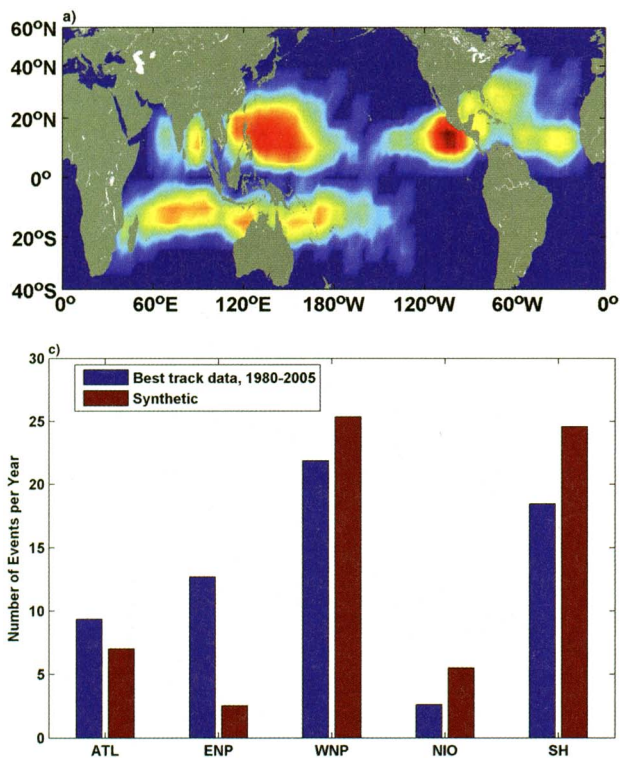 a)
60°N
40°N
20°N
0°
20°S
40°S
0° 60°E 120°E 180°W 120°W 60°W 0°
c)
30
25
20
15
10
5
0
Number of Events per Year
Best track data, 1980-2005
Synthetic
ATL ENP WNP NIO SH